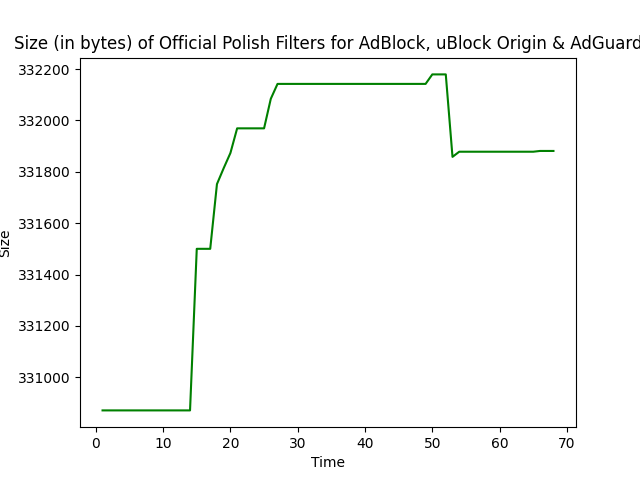 Size (in bytes) of Official Polish Filters for AdBlock, uBlock Origin & AdGuard
332200
332000
331800
331600
331400
331200
331000
Size
0 10 20 30 40 50 60 70
Time